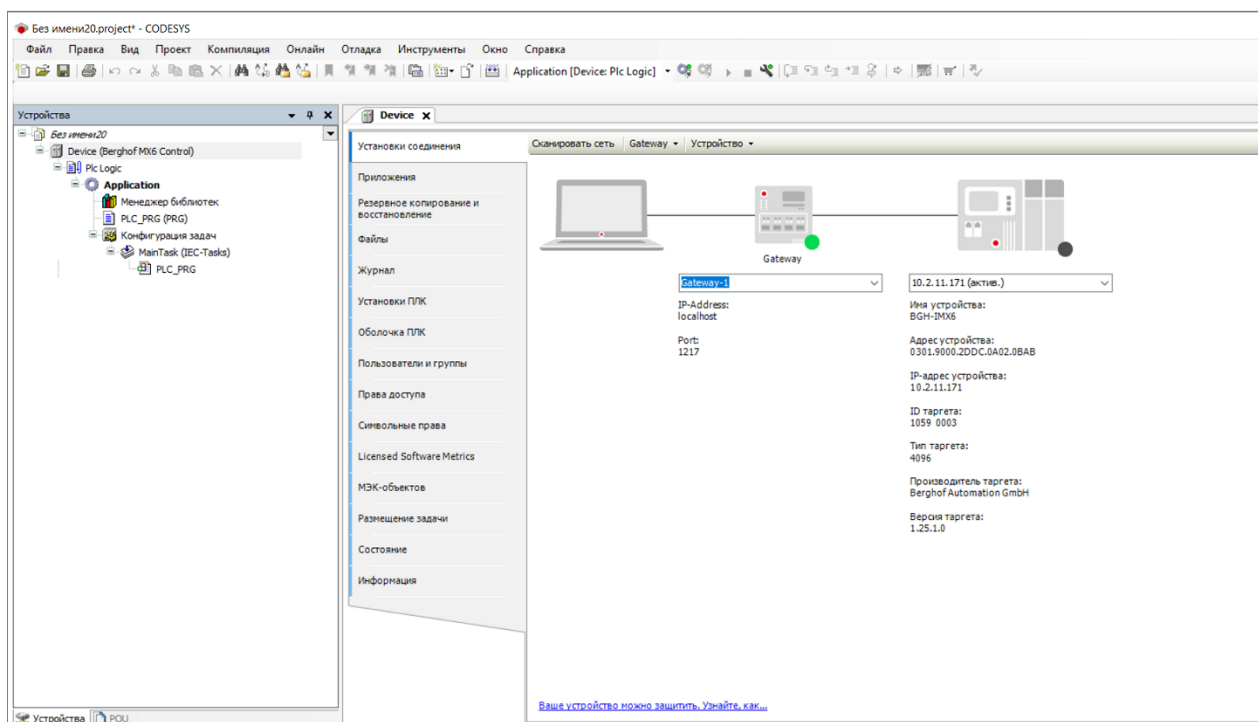 Без имени20.project* - CODESYS
Файл Правка Вид Проект Компиляция Онлайн Отладка Инструменты Окно Справка
Application [Device: Plc Logic]
Устройства
Без имени20
Device (Berghof MX6 Control)
Plc Logic
Application
Менеджер библиотек
PLC_PRG (PRG)
Конфигурация задач
MainTask (IEC-Tasks)
PLC_PRG
Устройства POU
Device
Установки соединения
Приложения
Резервное копирование и
восстановление
Файлы
Журнал
Установки ПЛК
Оболочка ПЛК
Пользователи и группы
Права доступа
Символьные права
Licensed Software Metrics
МЭК-объектов
Размещение задачи
Состояние
Информация
Сканировать сеть Gateway Устройство
Gateway
Gateway-1
IP-Address:
localhost
Port:
1217
10.2.11.171 (актив.)
Имя устройства:
BGH-IMX6
Адрес устройства:
0301.9000.2DDC.0A02.0BAB
IP-адрес устройства:
10.2.11.171
ID таргета:
1059 0003
Тип таргета:
4096
Производитель таргета:
Berghof Automation GmbH
Версия таргета:
1.25.1.0
Ваше устройство можно защитить. Узнайте, как...